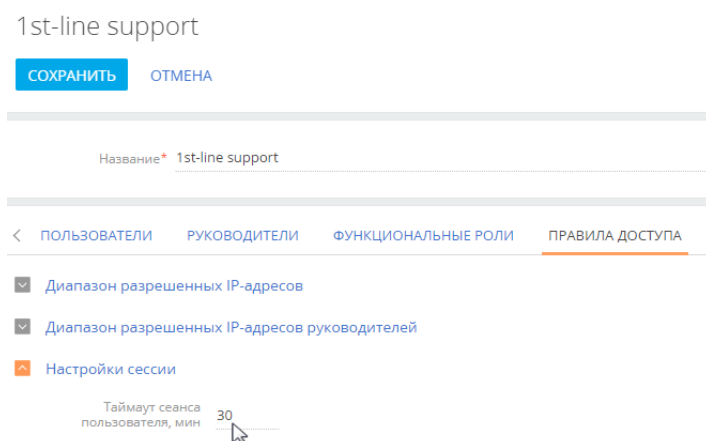 1st-line support
СОХРАНИТЬ ОТМЕНА
Название* 1st-line support
ПОЛЬЗОВАТЕЛИ РУКОВОДИТЕЛИ ФУНКЦИОНАЛЬНЫЕ РОЛИ ПРАВИЛА ДОСТУПА
Диапазон разрешенных IP-адресов
Диапазон разрешенных IP-адресов руководителей
Настройки сессии
Таймаут сеанса
пользователя, мин 30